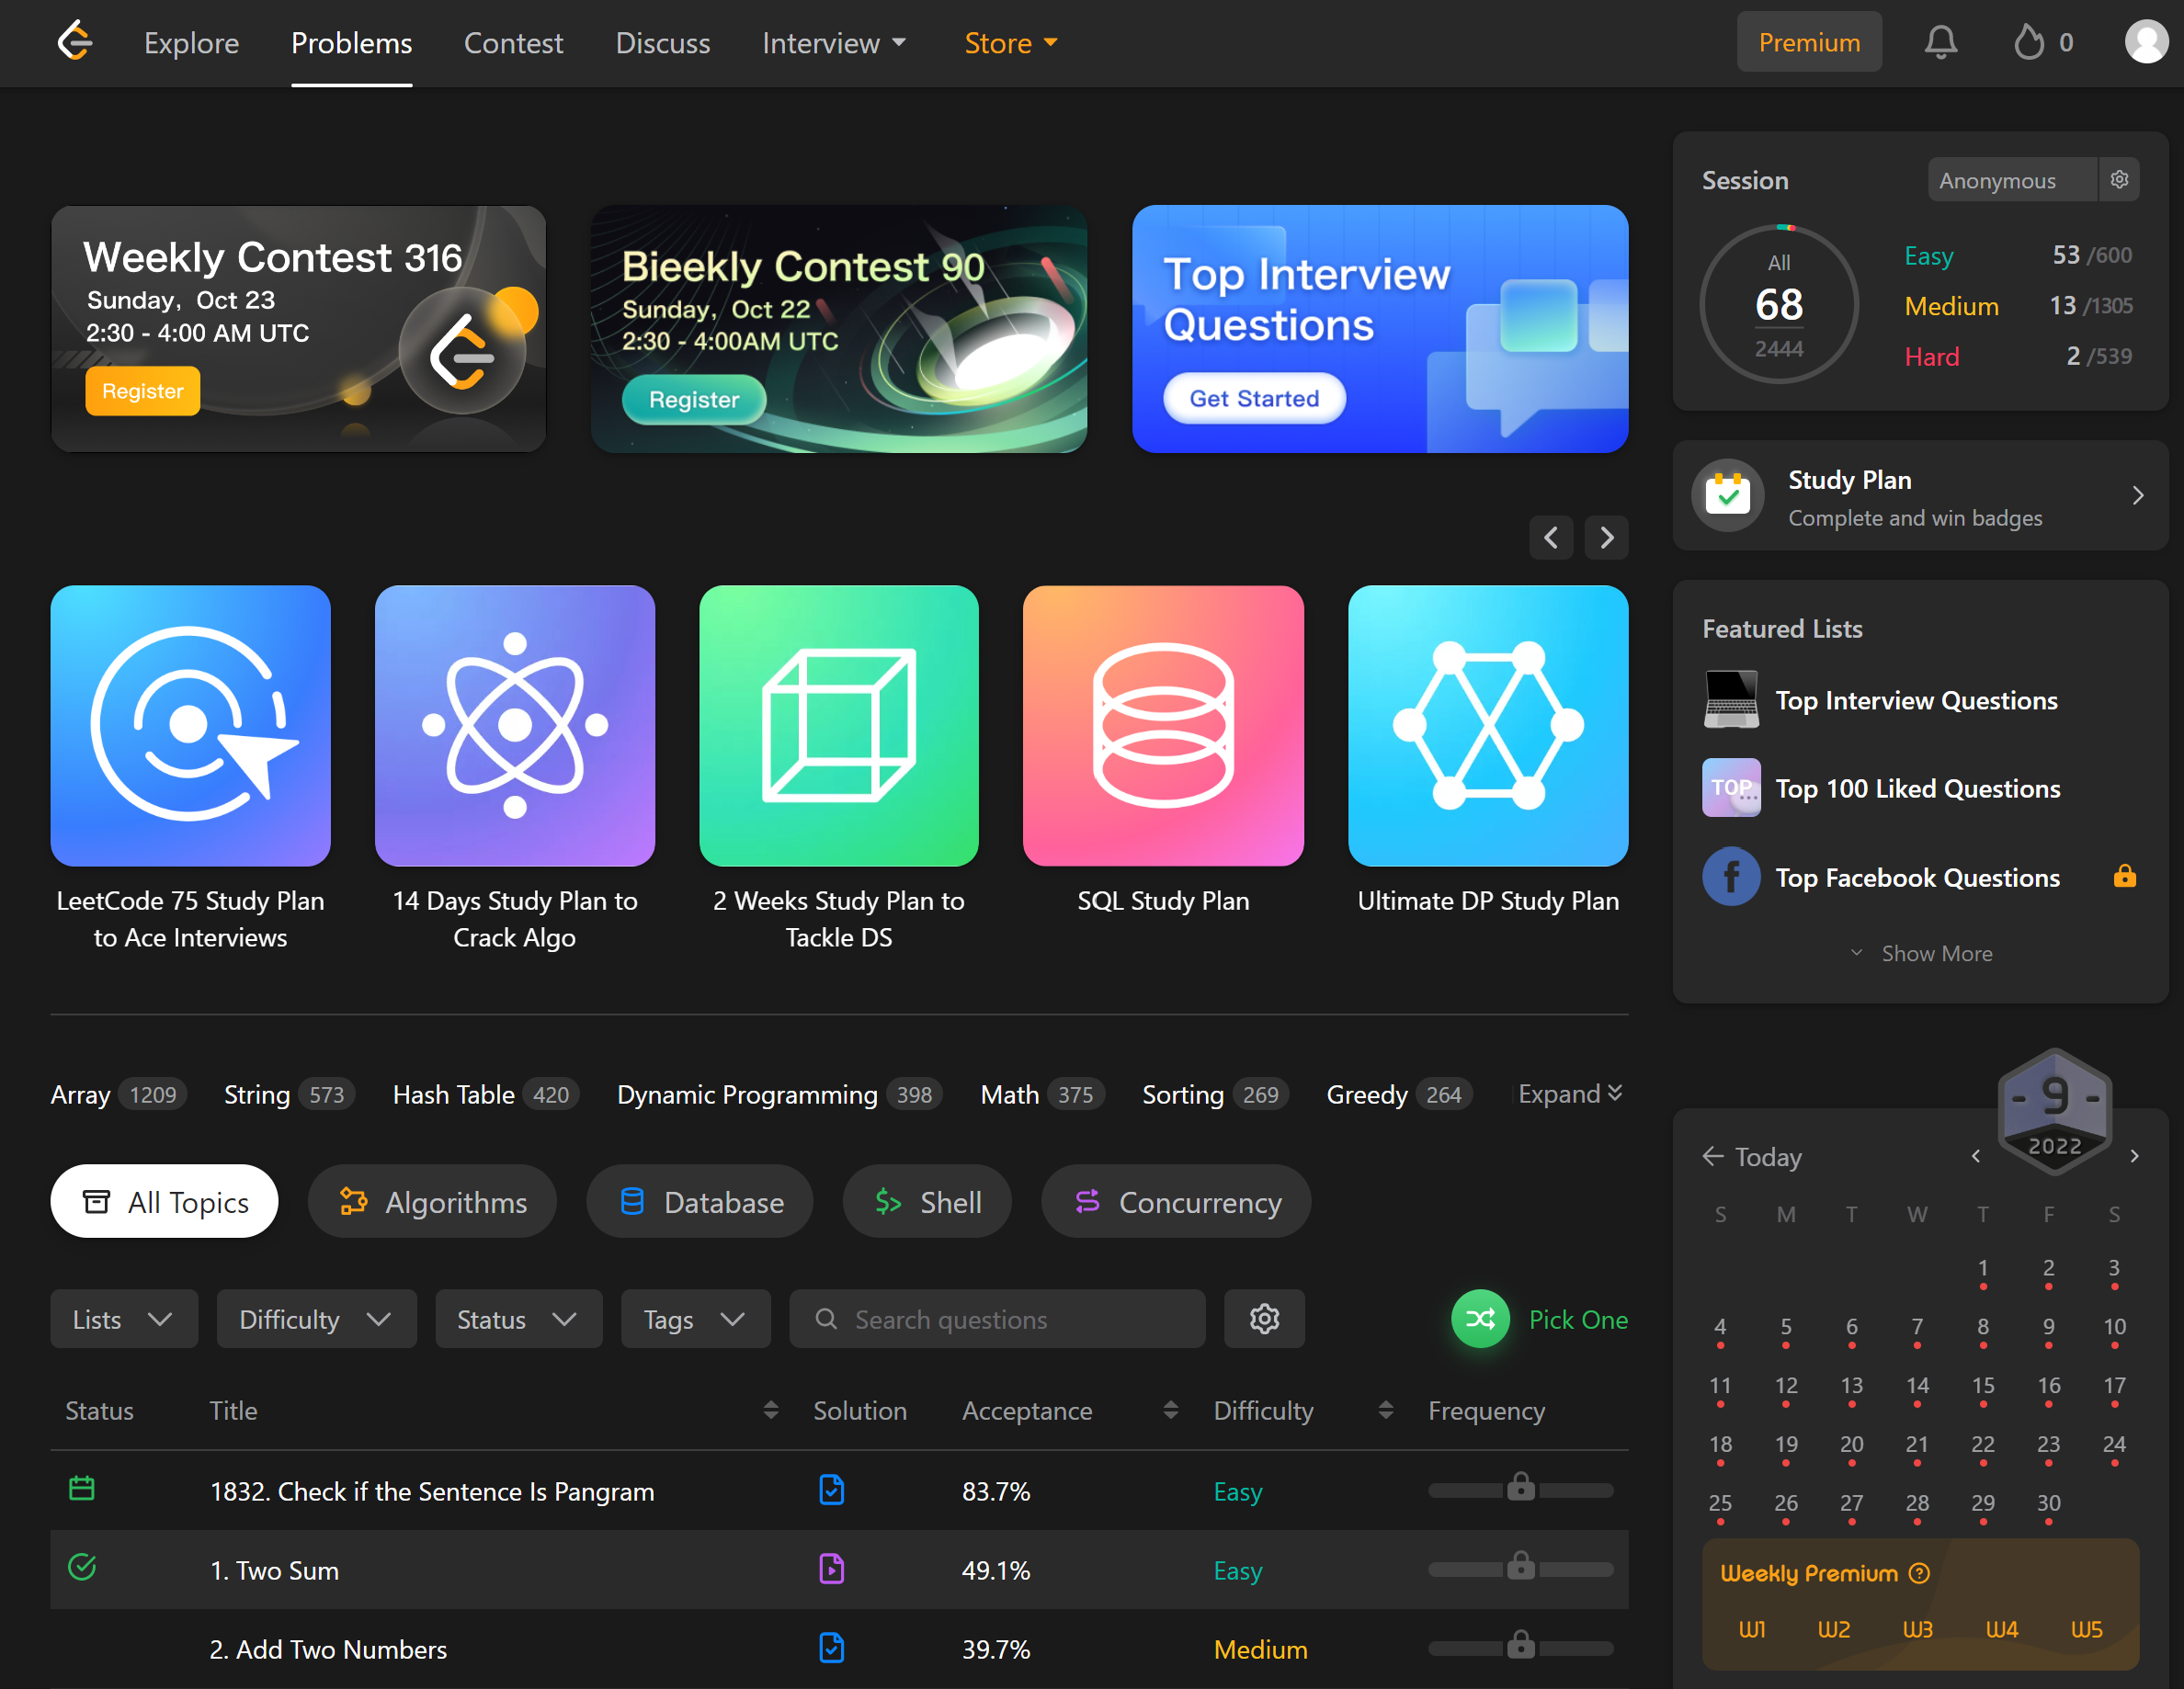 Explore Problems Contest Discuss Interview Store Premium 0
Weekly Contest 316
Sunday, Oct 23
2:30 - 4:00 AM UTC
Register
Bieekly Contest 90
Sunday, Oct 22
2:30 - 4:00AM UTC
Register
Top Interview
Questions
Get Started
LeetCode 75 Study Plan
to Ace Interviews
14 Days Study Plan to
Crack Algo
2 Weeks Study Plan to
Tackle DS
SQL Study Plan
Ultimate DP Study Plan
Array 1209 String 573 Hash Table 420 Dynamic Programming 398 Math 375 Sorting 269 Greedy 264 Expand
All Topics Algorithms Database Shell Concurrency
Lists Difficulty Status Tags Search questions Pick One
Status Title Solution Acceptance Difficulty Frequency
1832. Check if the Sentence Is Pangram 83.7% Easy
1. Two Sum 49.1% Easy
2. Add Two Numbers 39.7% Medium
Session Anonymous
All
68
2444
Easy 53 /600
Medium 13 /1305
Hard 2 /539
Study Plan
Complete and win badges
Featured Lists
Top Interview Questions
TOP Top 100 Liked Questions
f Top Facebook Questions
Show More
- 9 -
2022
Today
S M T W T F S
1 2 3
4 5 6 7 8 9 10
11 12 13 14 15 16 17
18 19 20 21 22 23 24
25 26 27 28 29 30
Weekly Premium ?
W1 W2 W3 W4 W5